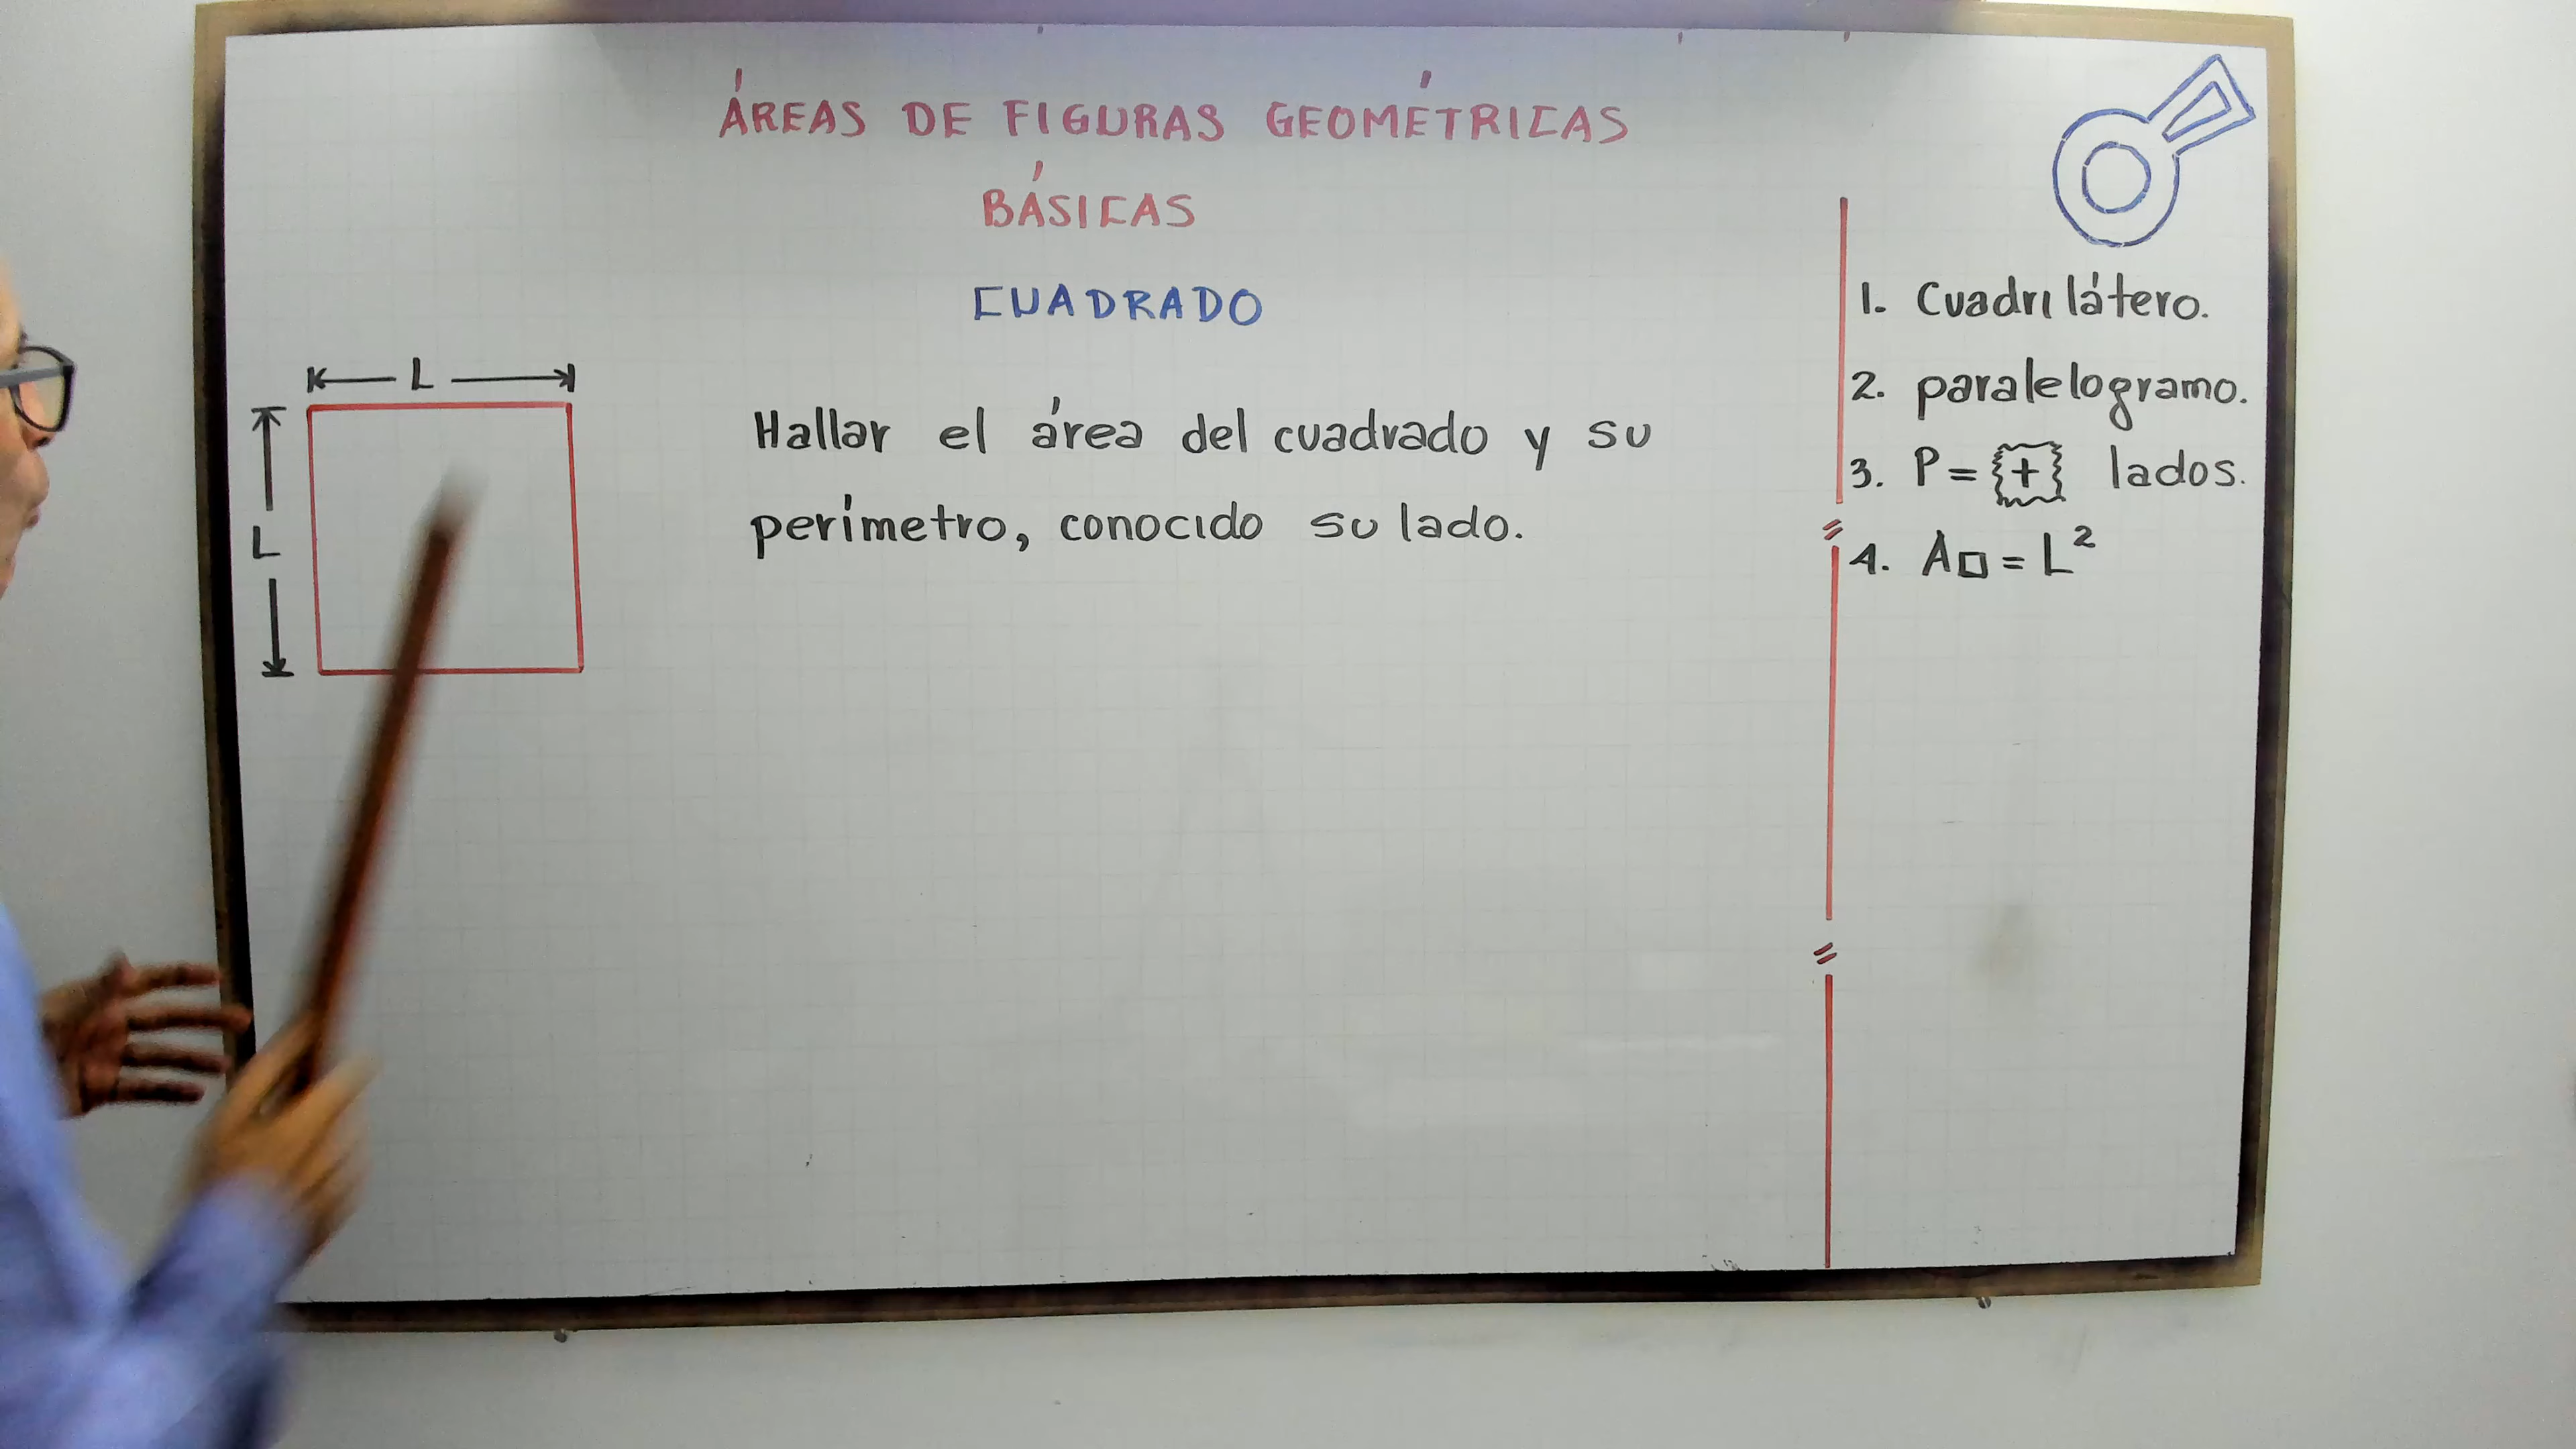 ÁREAS DE FIGURAS GEOMÉTRICAS
BÁSICAS
CUADRADO
L
L
Hallar el área del cuadrado y su
perímetro, conocido su lado.
1. Cuadrilátero.
2. paralelogramo.
3. P = {+} lados.
4. A□ = L²